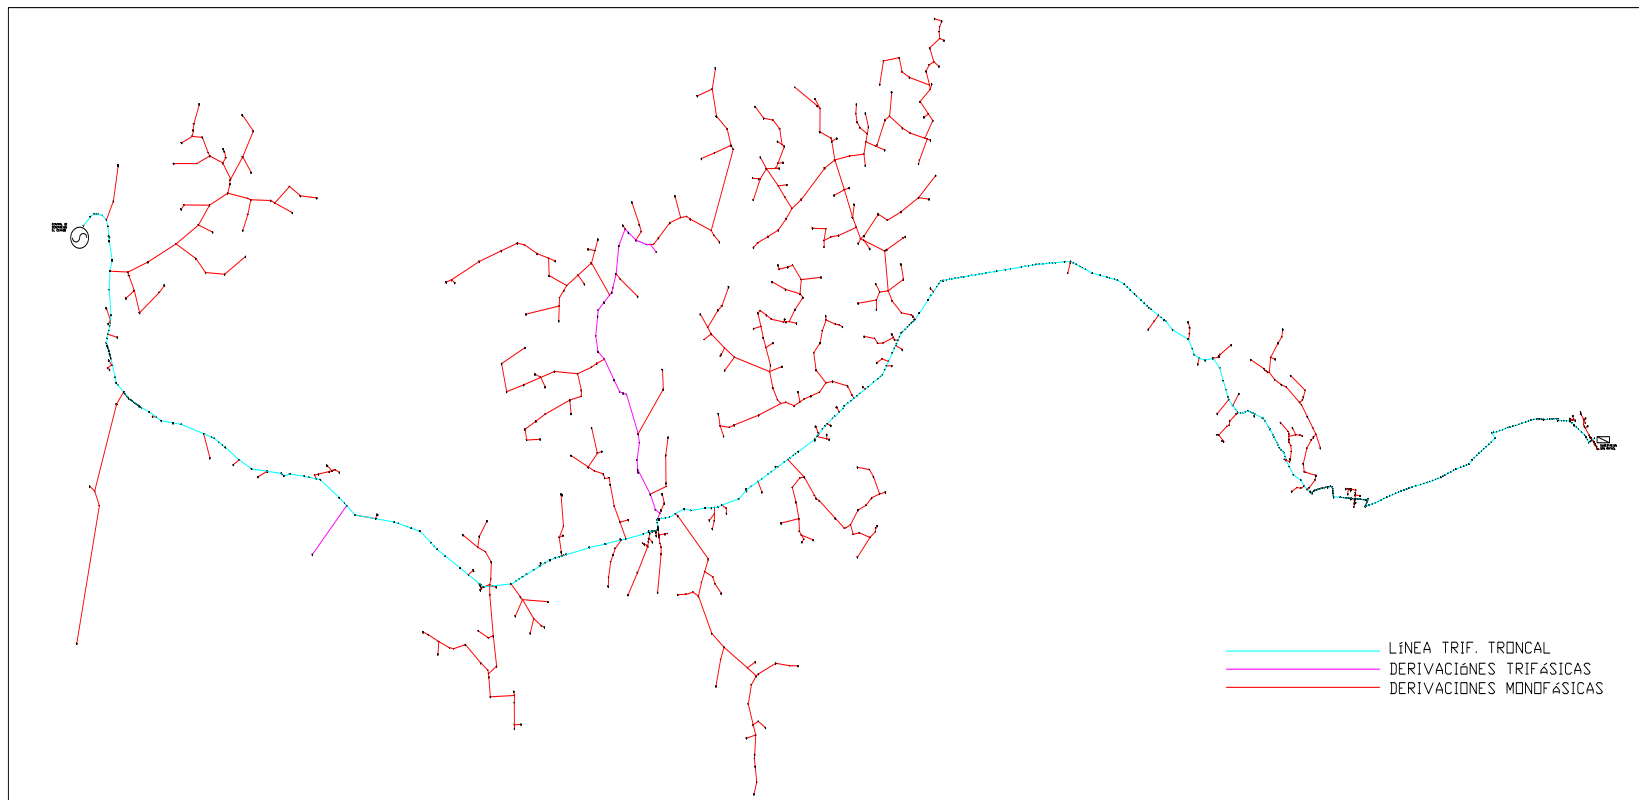 LíNEA TRIF. TRONCAL
DERIVACIóNES TRIFáSICAS
DERIVACIONES MONOFáSICAS